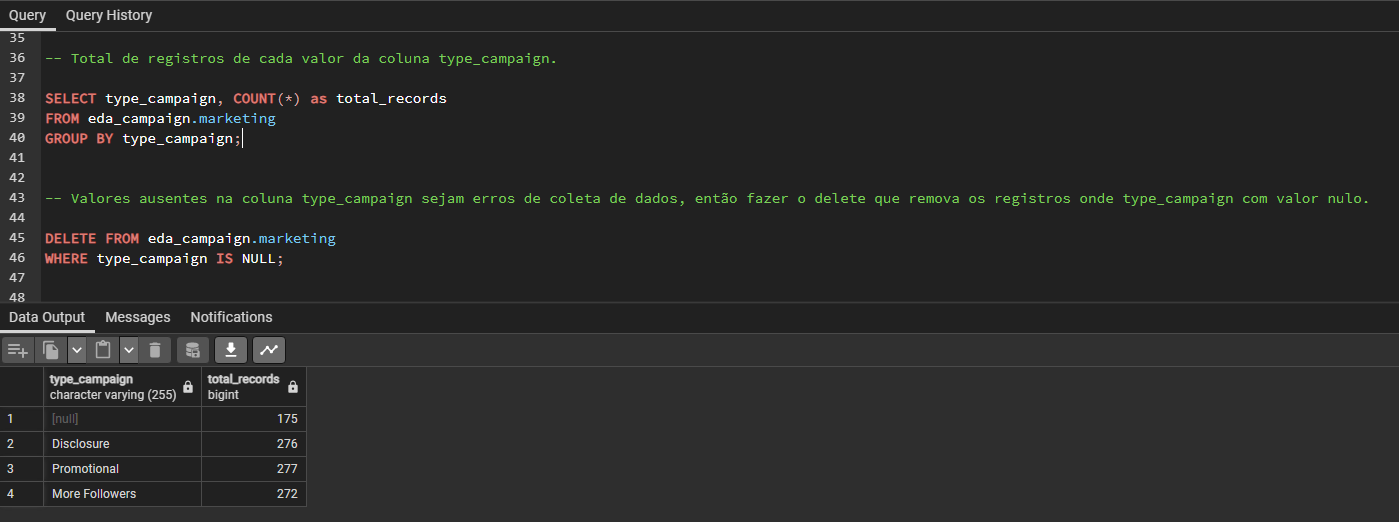 Query Query History
35
36 -- Total de registros de cada valor da coluna type_campaign.
37
38 SELECT type_campaign, COUNT(*) as total_records
39 FROM eda_campaign.marketing
40 GROUP BY type_campaign;
41
42
43 -- Valores ausentes na coluna type_campaign sejam erros de coleta de dados, então fazer o delete que remova os registros onde type_campaign com valor nulo.
44
45 DELETE FROM eda_campaign.marketing
46 WHERE type_campaign IS NULL;
47
48
Data Output Messages Notifications
type_campaign total_records
character varying (255) bigint
1 [null] 175
2 Disclosure 276
3 Promotional 277
4 More Followers 272